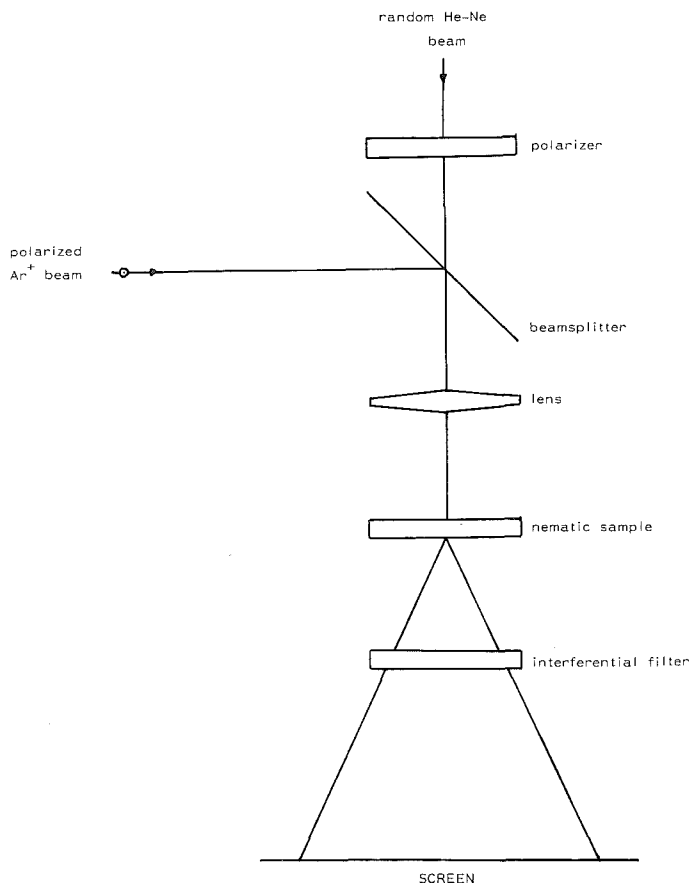 random He-Ne
beam
polarizer
polarized
Ar+ beam
beamsplitter
lens
nematic sample
interferential filter
SCREEN